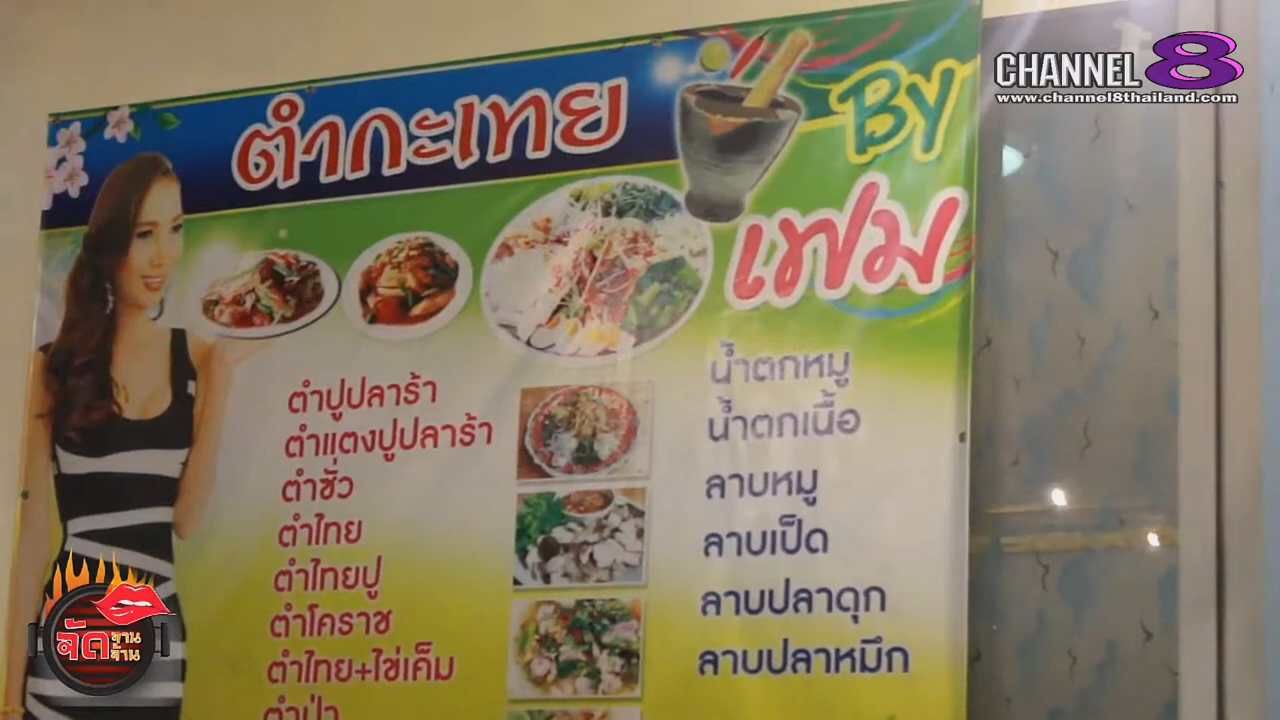 CHANNEL 8
www.channel8thailand.com
ตำกะเทย
BY
เฟม
ตำปูปลาร้า
ตำแตงปูปลาร้า
ตำซั่ว
ตำไทย
ตำไทยปู
ตำโคราช
ตำไทย+ไข่เค็ม
ตำป่า
น้ำตกหมู
น้ำตกเนื้อ
ลาบหมู
ลาบเป็ด
ลาบปลาดุก
ลาบปลาหมึก
จัดจานจ้าน